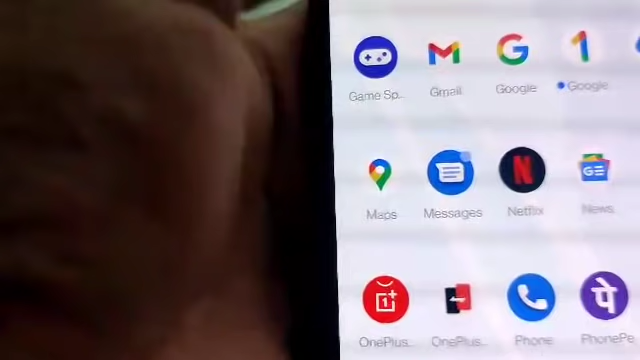 Game Sp..
Gmail
Google
Google
Maps
Messages
Netflix
News
OnePlus..
OnePlus..
Phone
PhonePe